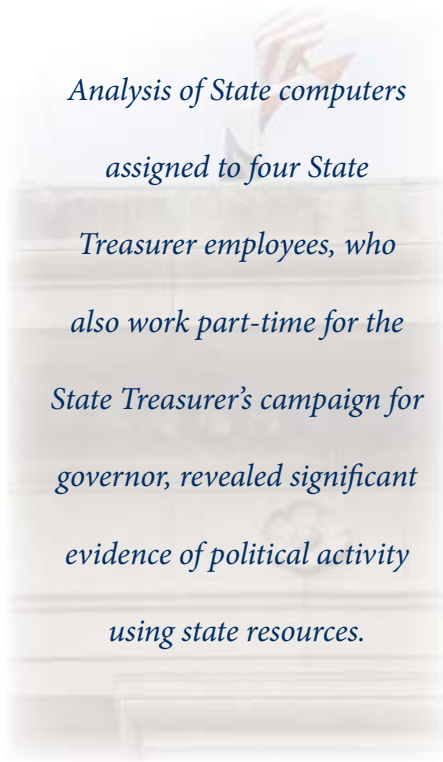 Analysis of State computers
assigned to four State
Treasurer employees, who
also work part-time for the
State Treasurer’s campaign for
governor, revealed significant
evidence of political activity
using state resources.